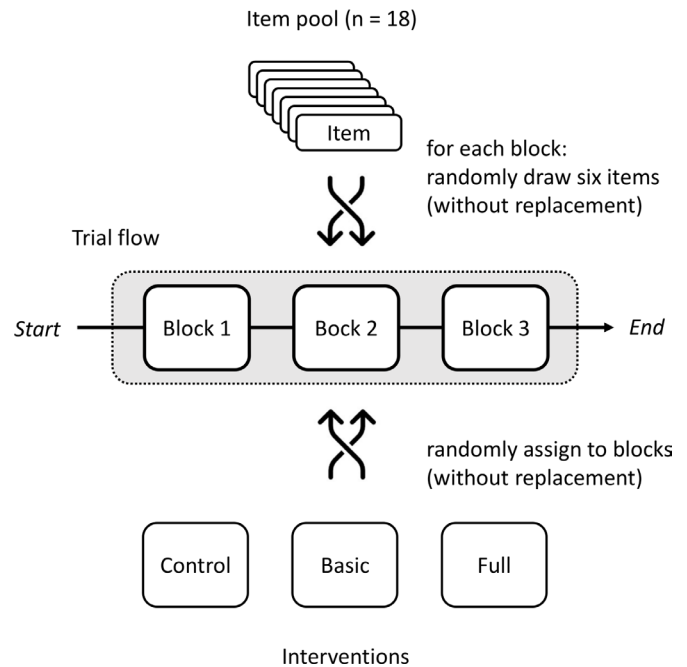 Item pool (n = 18)
Item
for each block:
randomly draw six items
(without replacement)
Trial flow
Start
Block 1
Bock 2
Block 3
End
randomly assign to blocks
(without replacement)
Control
Basic
Full
Interventions